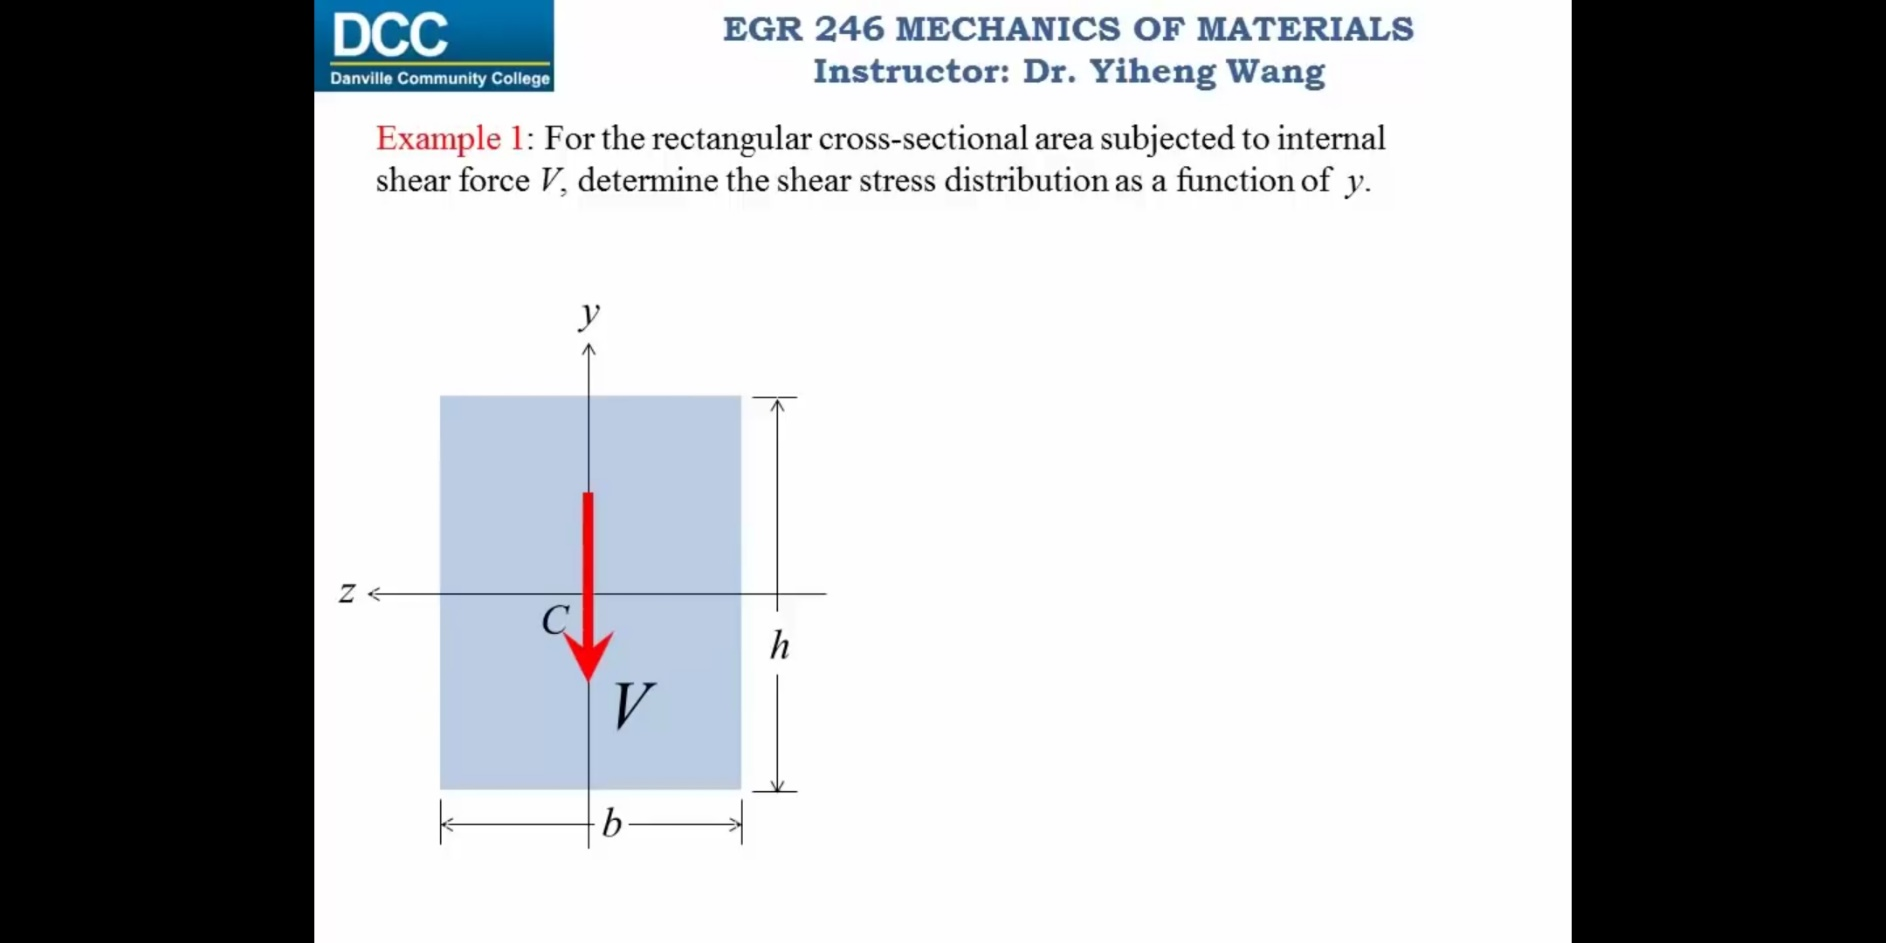 DCC
Danville Community College
EGR 246 MECHANICS OF MATERIALS
Instructor: Dr. Yiheng Wang
Example 1: For the rectangular cross-sectional area subjected to internal
shear force V, determine the shear stress distribution as a function of y.
y
z
C
h
V
b